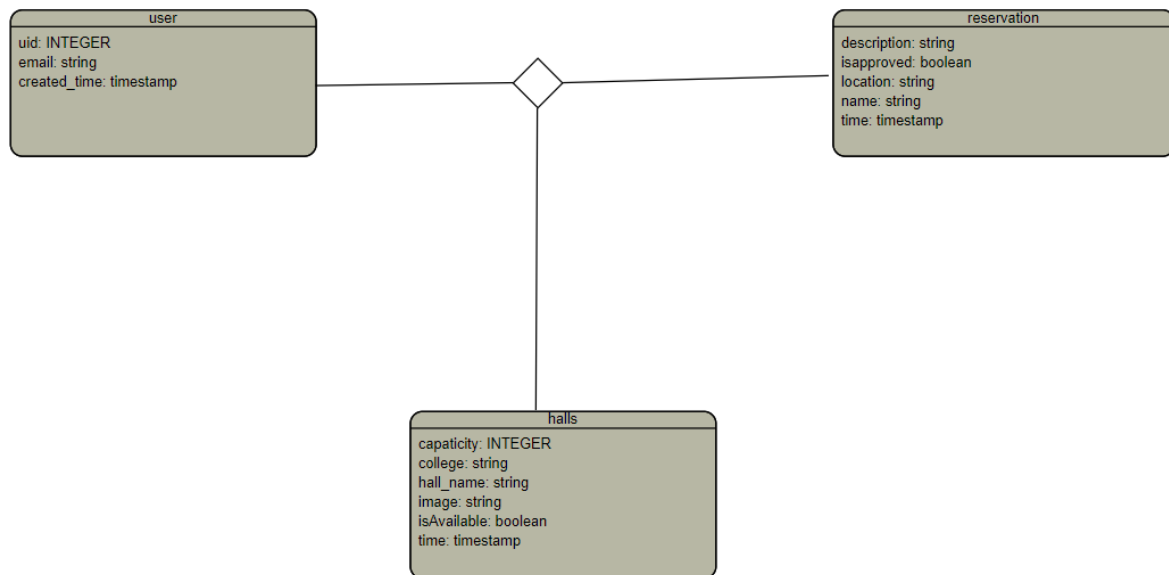 user
uid: INTEGER
email: string
created_time: timestamp
reservation
description: string
isapproved: boolean
location: string
name: string
time: timestamp
halls
capaticity: INTEGER
college: string
hall_name: string
image: string
isAvailable: boolean
time: timestamp